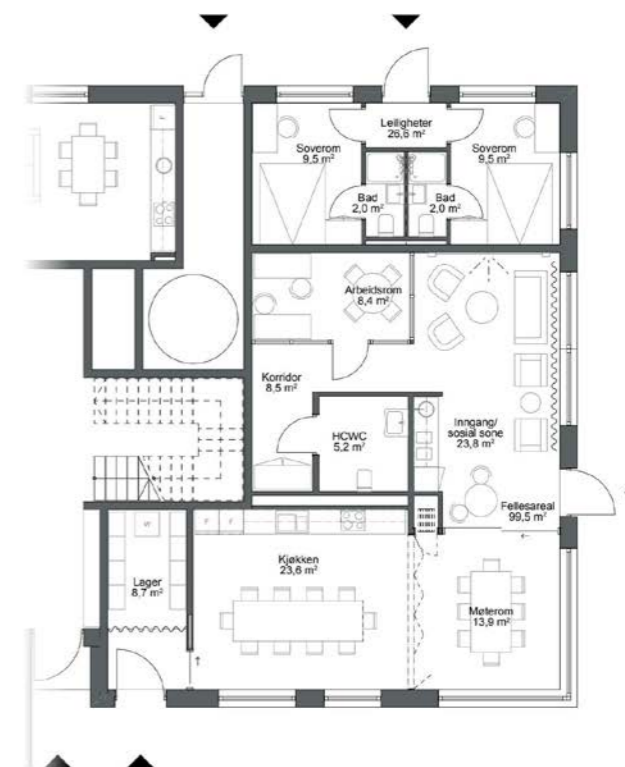 Leiligheter
26,6 m²
Soverom
9,5 m²
Soverom
9,5 m²
Bad
2,0 m²
Bad
2,0 m²
Arbeidsrom
8,4 m²
Korridor
8,5 m²
HCWC
5,2 m²
Inngang/
sosial sone
23,8 m²
Fellesareal
99,5 m²
Kjøkken
23,6 m²
Lager
8,7 m²
Møterom
13,9 m²